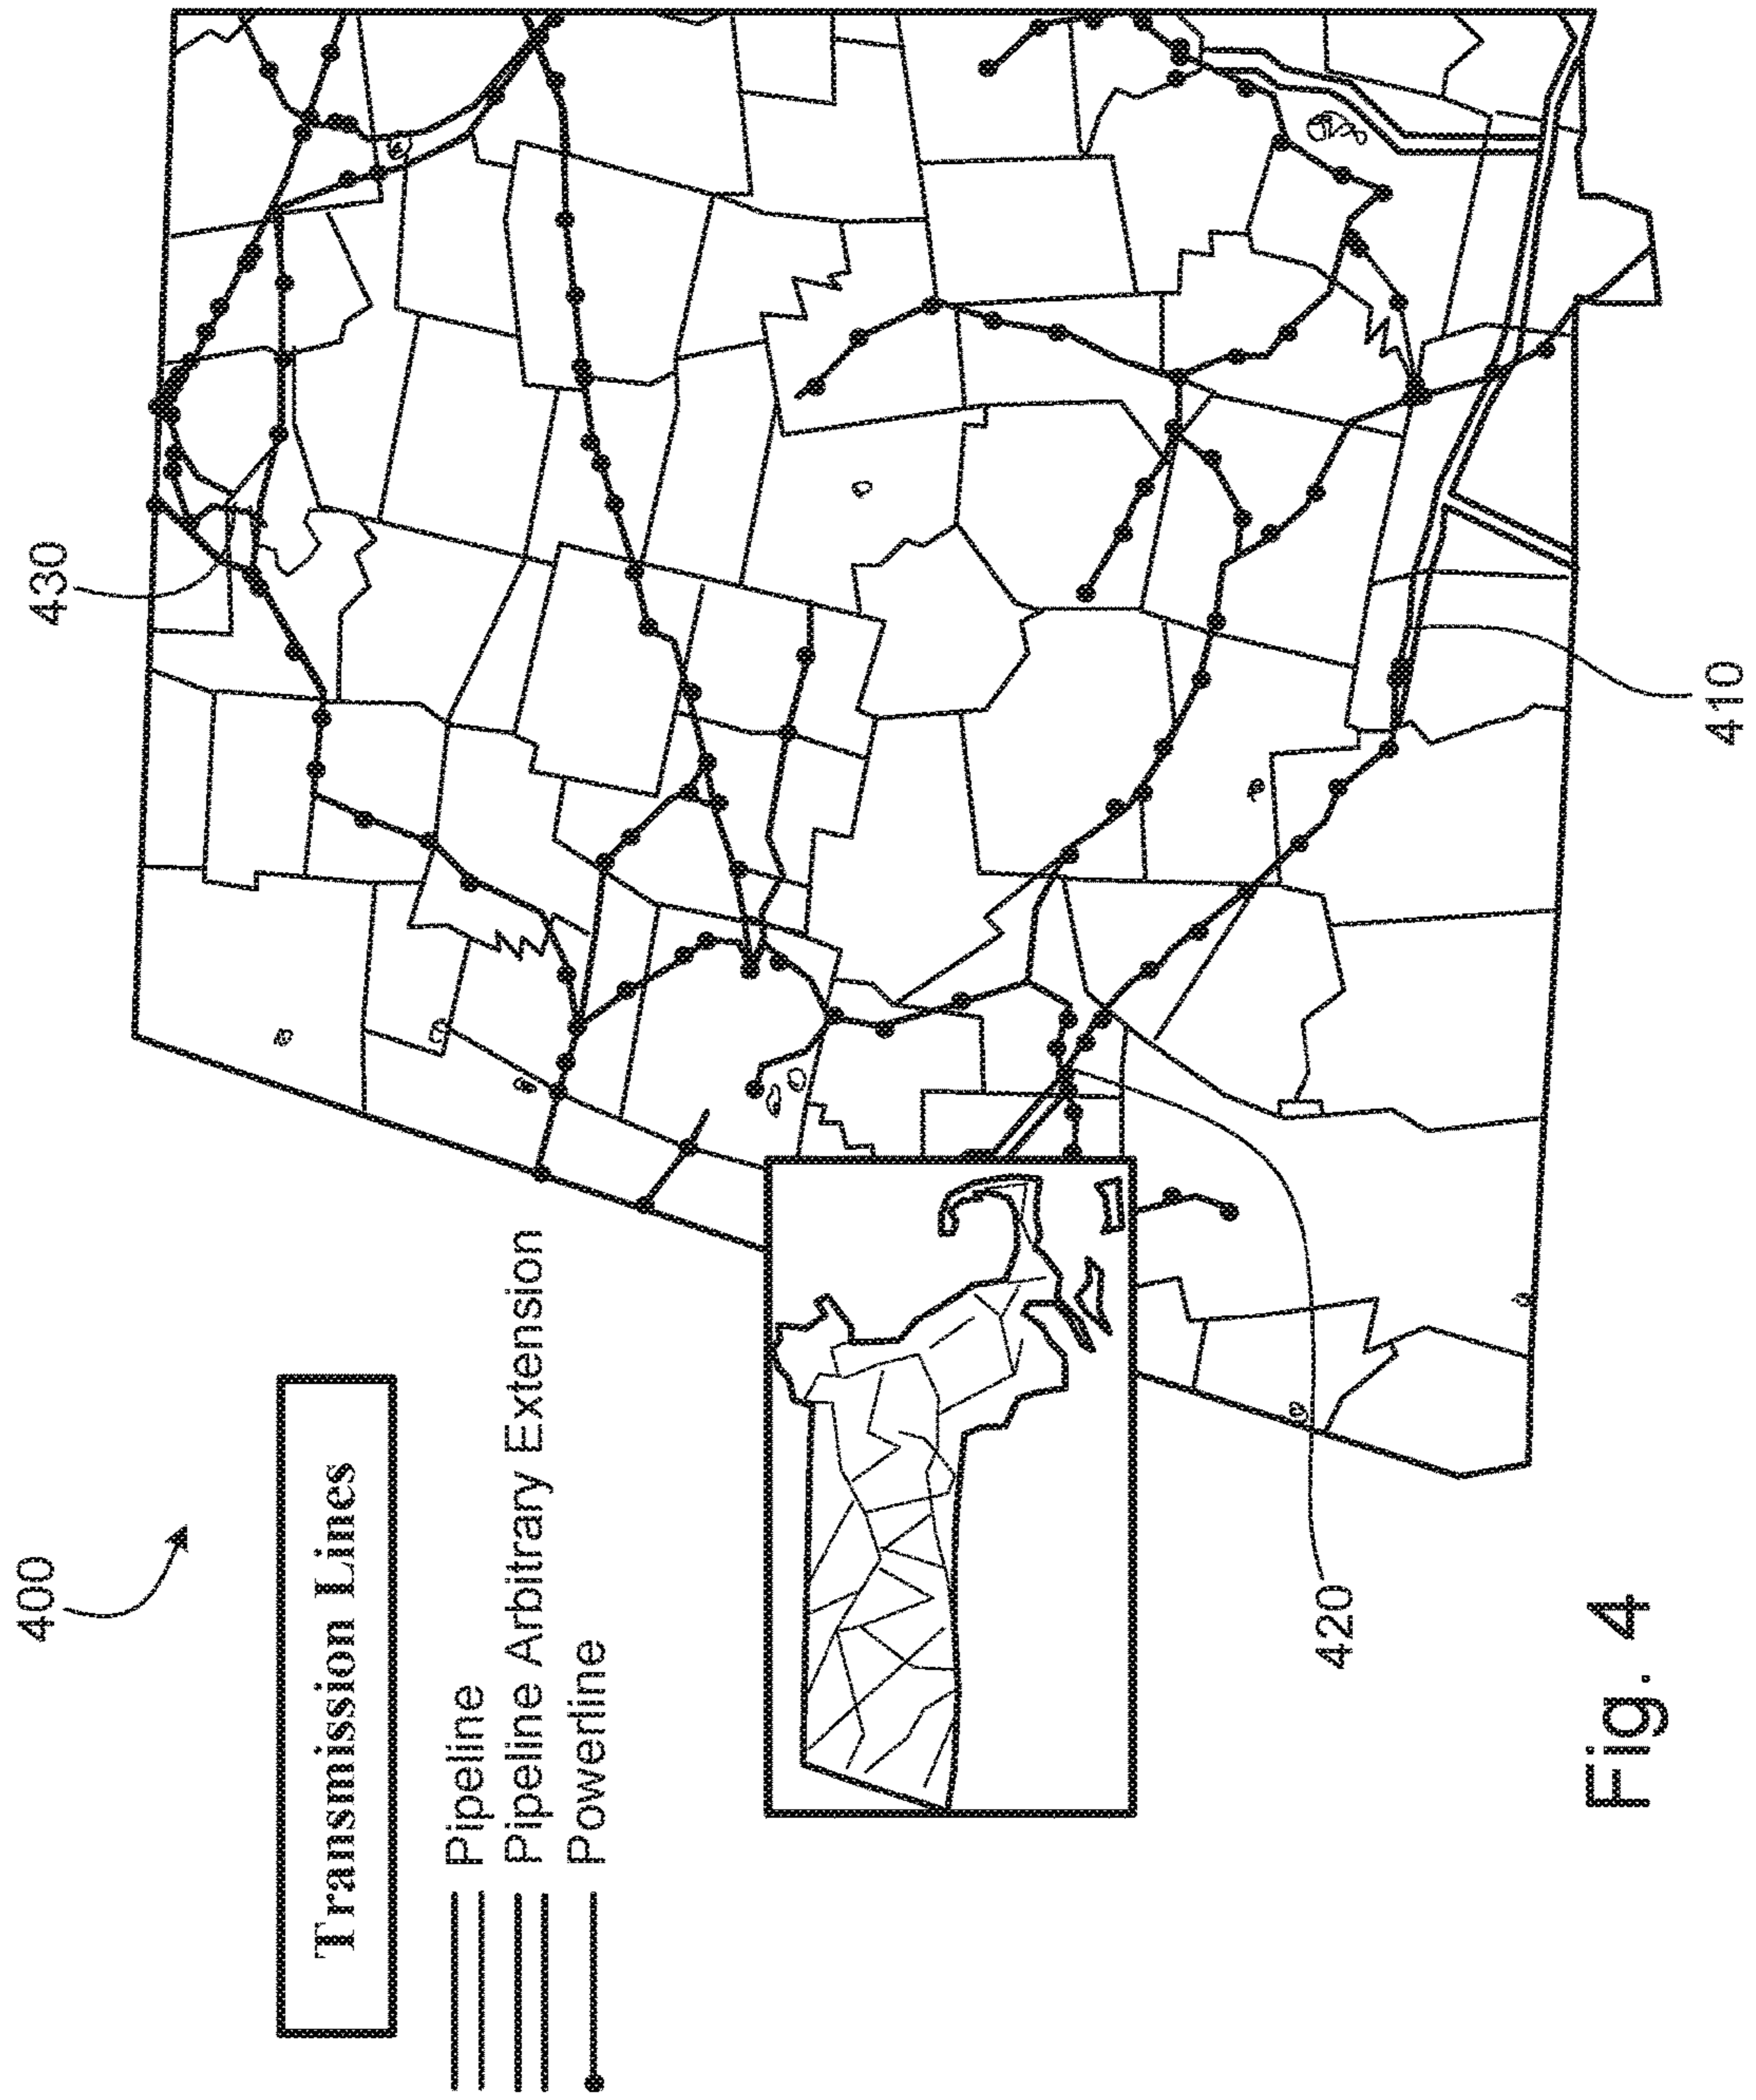 400
Transmission Lines
Pipeline
Pipeline Arbitrary Extension
Powerline
430
420
410
Fig. 4